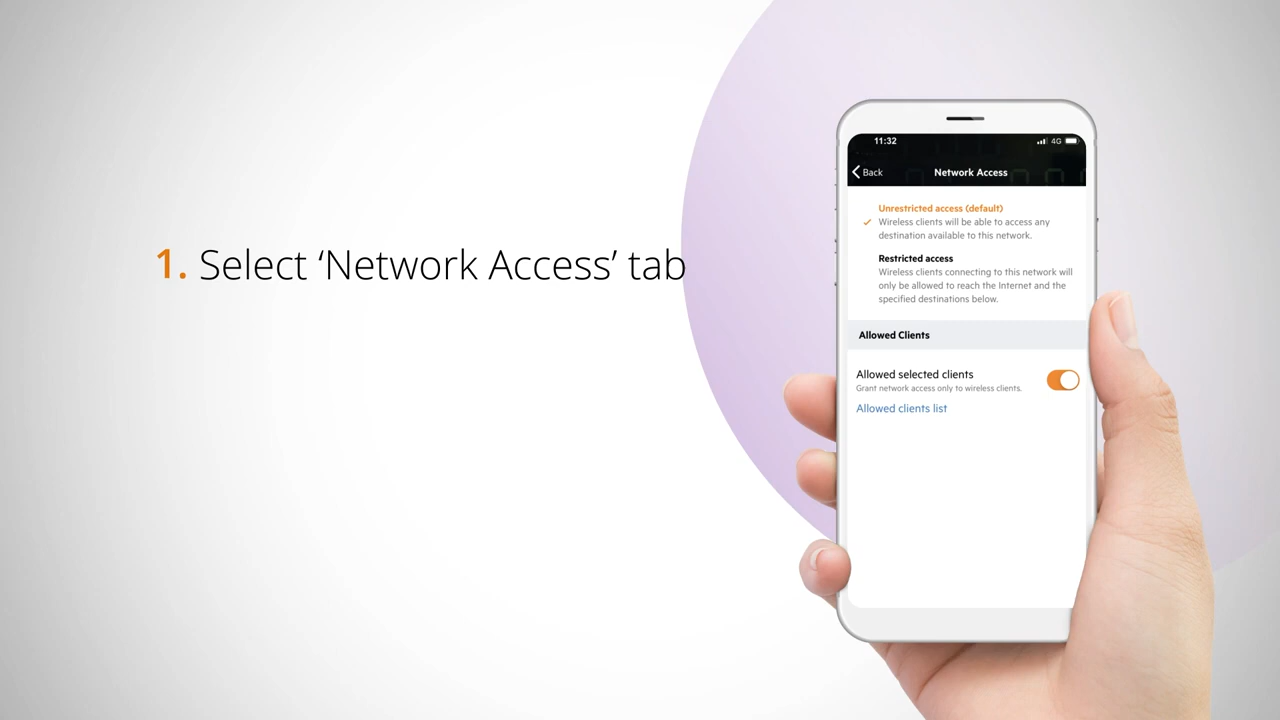 1. Select ‘Network Access’ tab
11:32
4G
Back
Network Access
Unrestricted access (default)
Wireless clients will be able to access any
destination available to this network.
Restricted access
Wireless clients connecting to this network will
only be allowed to reach the Internet and the
specified destinations below.
Allowed Clients
Allowed selected clients
Grant network access only to wireless clients.
Allowed clients list